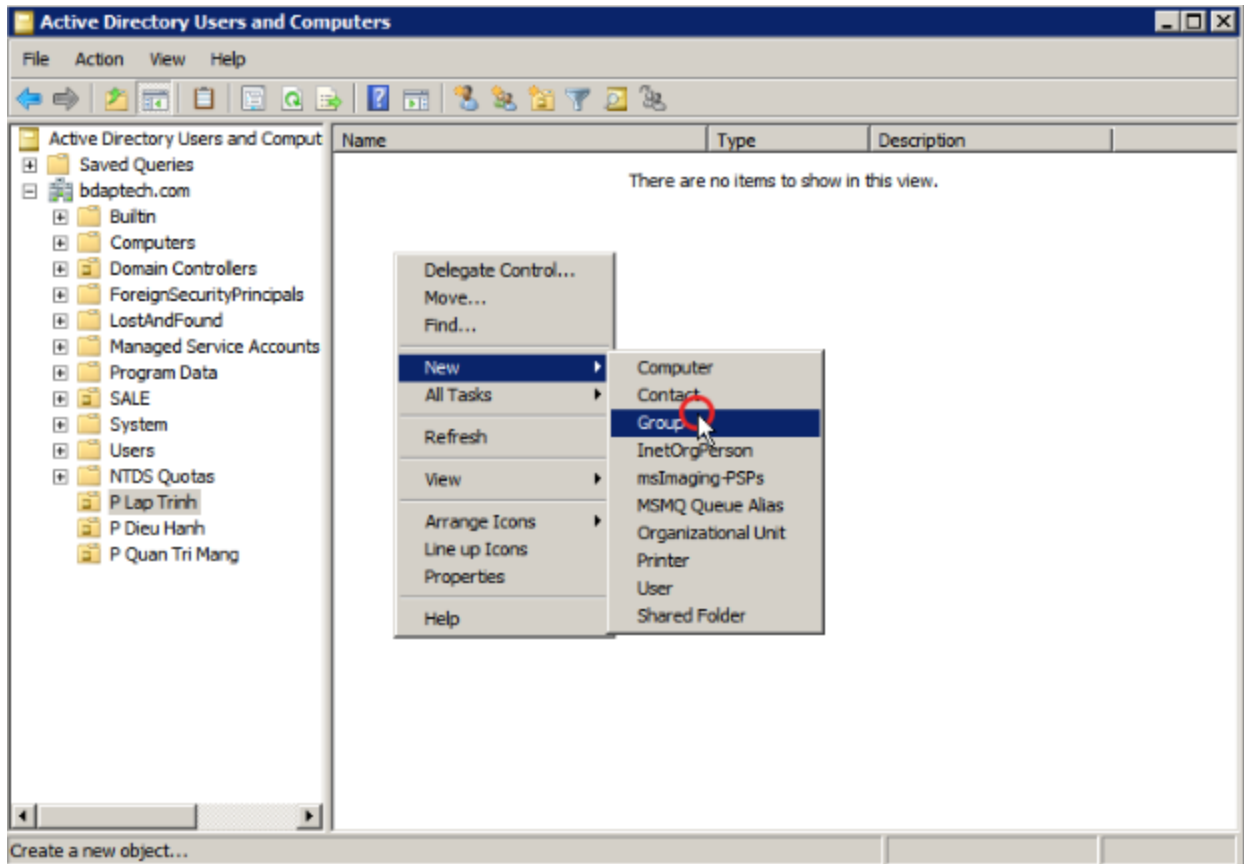 Active Directory Users and Computers
File Action View Help
Active Directory Users and Comput
Saved Queries
bdaptech.com
Builtin
Computers
Domain Controllers
ForeignSecurityPrincipals
LostAndFound
Managed Service Accounts
Program Data
SALE
System
Users
NTDS Quotas
P Lap Trinh
P Dieu Hanh
P Quan Tri Mang
Name Type Description
There are no items to show in this view.
Delegate Control...
Move...
Find...
New
All Tasks
Refresh
View
Arrange Icons
Line up Icons
Properties
Help
Computer
Contact
Group
InetOrgPerson
msImaging-PSPs
MSMQ Queue Alias
Organizational Unit
Printer
User
Shared Folder
Create a new object...